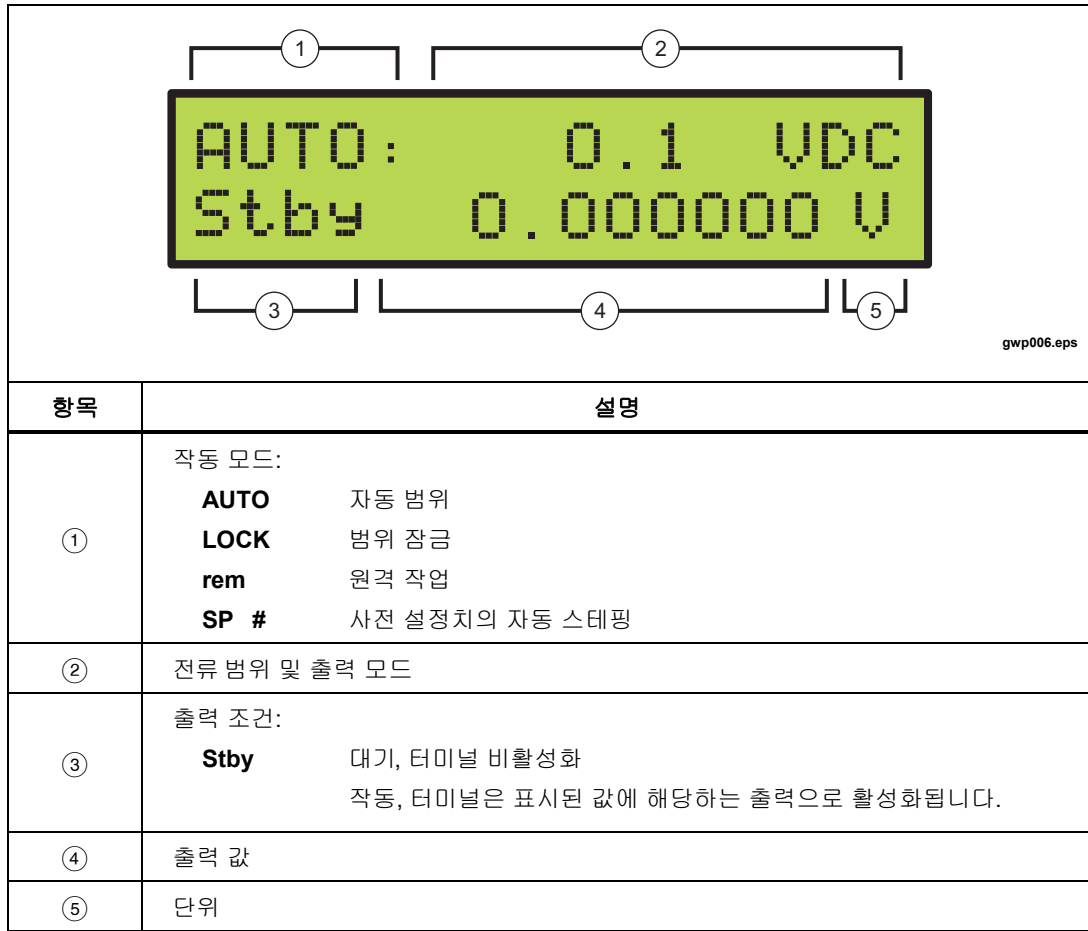 1 2
AUTO: 0.1 VDC
Stby 0.000000 V
3 4 5
gwp006.eps
항목 설명
① 작동 모드:
AUTO 자동 범위
LOCK 범위 잠금
rem 원격 작업
SP # 사전 설정치의 자동 스테핑
② 전류 범위 및 출력 모드
③ 출력 조건:
Stby 대기, 터미널 비활성화
작동, 터미널은 표시된 값에 해당하는 출력으로 활성화됩니다.
④ 출력 값
⑤ 단위